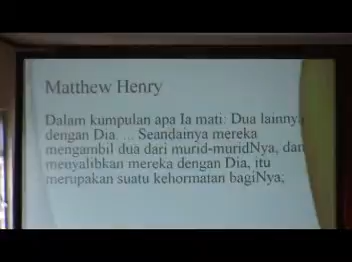 Matthew Henry
Dalam kumpulan apa Ia mati: Dua lainnya
dengan Dia. ... Seandainya mereka
mengambil dua dari murid-muridNya, dan
menyalibkan mereka dengan Dia, itu
merupakan suatu kehormatan bagiNya;